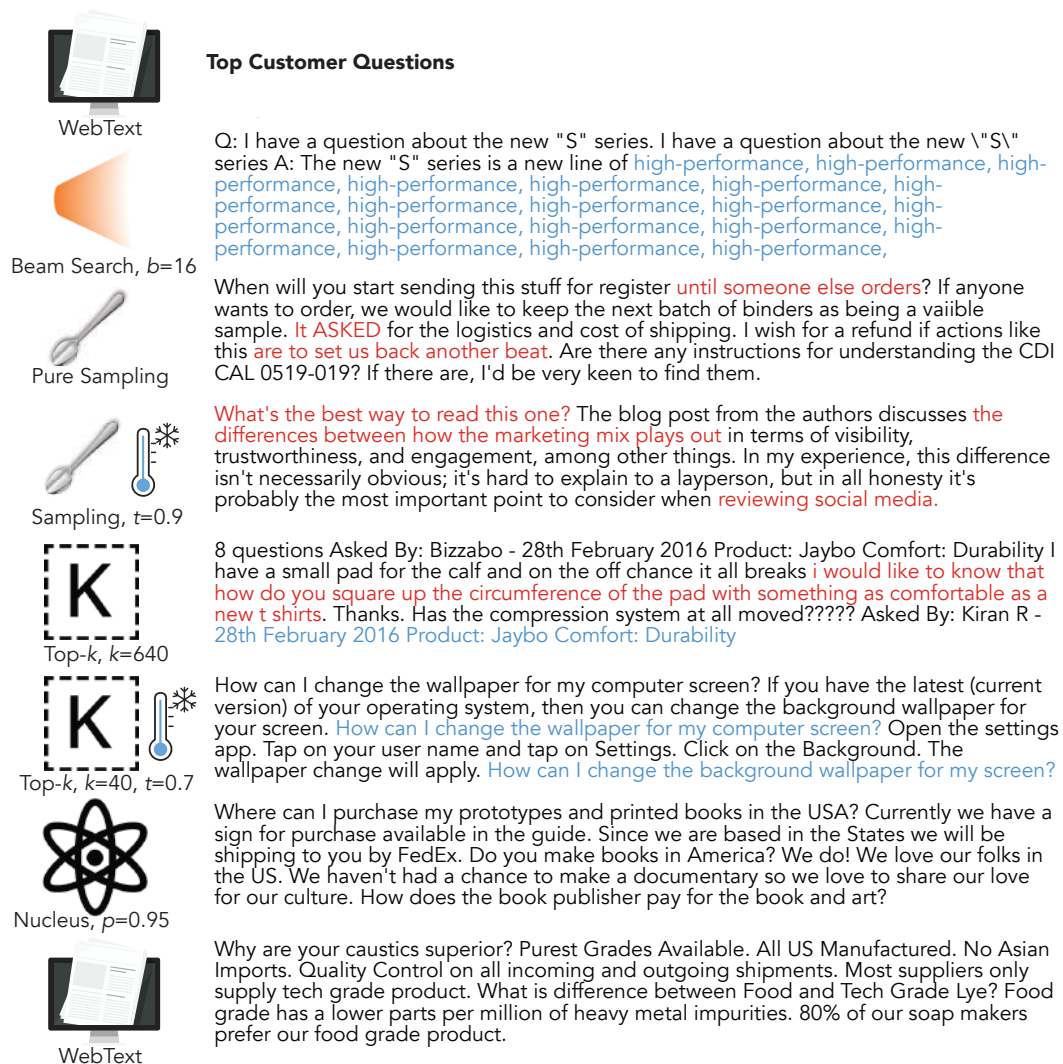 Top Customer Questions
WebText
Q: I have a question about the new "S" series. I have a question about the new \"S\"
series A: The new "S" series is a new line of high-performance, high-performance, high-
performance, high-performance, high-performance, high-performance, high-
performance, high-performance, high-performance, high-performance, high-
performance, high-performance, high-performance, high-performance, high-
performance, high-performance, high-performance, high-performance,
Beam Search, b=16
When will you start sending this stuff for register until someone else orders? If anyone
wants to order, we would like to keep the next batch of binders as being a vaiible
sample. It ASKED for the logistics and cost of shipping. I wish for a refund if actions like
this are to set us back another beat. Are there any instructions for understanding the CDI
CAL 0519-019? If there are, I'd be very keen to find them.
Pure Sampling
What's the best way to read this one? The blog post from the authors discusses the
differences between how the marketing mix plays out in terms of visibility,
trustworthiness, and engagement, among other things. In my experience, this difference
isn't necessarily obvious; it's hard to explain to a layperson, but in all honesty it's
probably the most important point to consider when reviewing social media.
Sampling, t=0.9
8 questions Asked By: Bizzabo - 28th February 2016 Product: Jaybo Comfort: Durability I
have a small pad for the calf and on the off chance it all breaks i would like to know that
how do you square up the circumference of the pad with something as comfortable as a
new t shirts. Thanks. Has the compression system at all moved????? Asked By: Kiran R -
28th February 2016 Product: Jaybo Comfort: Durability
K
Top-k, k=640
How can I change the wallpaper for my computer screen? If you have the latest (current
version) of your operating system, then you can change the background wallpaper for
your screen. How can I change the wallpaper for my computer screen? Open the settings
app. Tap on your user name and tap on Settings. Click on the Background. The
wallpaper change will apply. How can I change the background wallpaper for my screen?
K
Top-k, k=40, t=0.7
Where can I purchase my prototypes and printed books in the USA? Currently we have a
sign for purchase available in the guide. Since we are based in the States we will be
shipping to you by FedEx. Do you make books in America? We do! We love our folks in
the US. We haven't had a chance to make a documentary so we love to share our love
for our culture. How does the book publisher pay for the book and art?
Nucleus, p=0.95
Why are your caustics superior? Purest Grades Available. All US Manufactured. No Asian
Imports. Quality Control on all incoming and outgoing shipments. Most suppliers only
supply tech grade product. What is difference between Food and Tech Grade Lye? Food
grade has a lower parts per million of heavy metal impurities. 80% of our soap makers
prefer our food grade product.
WebText